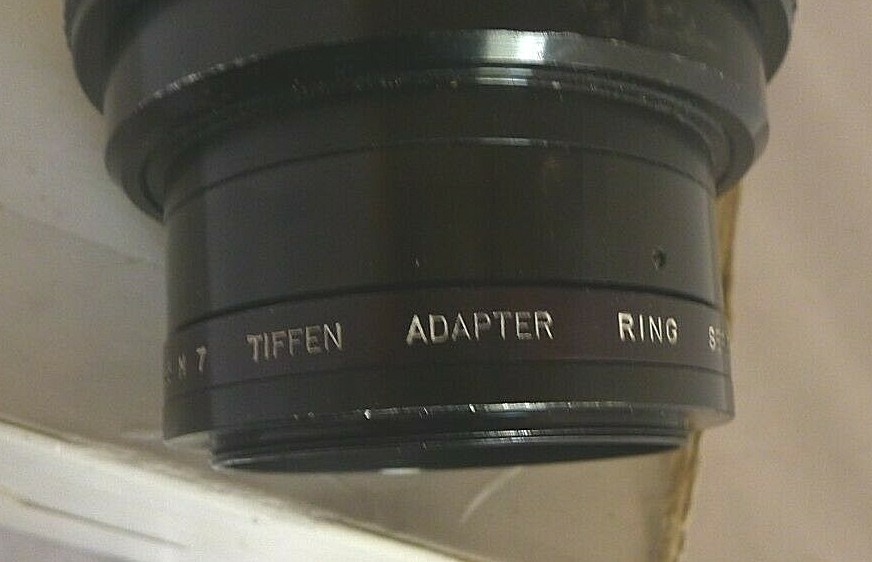 M 7 TIFFEN ADAPTER RING